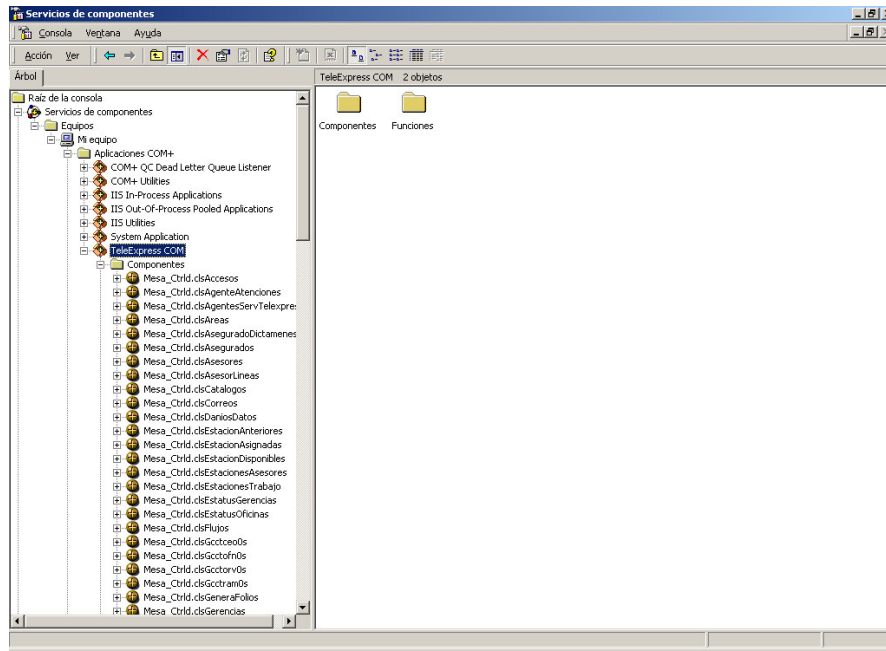 Servicios de componentes
Consola Ventana Ayuda
Acción Ver
Árbol
TeleExpress COM 2 objetos
Raíz de la consola
Servicios de componentes
Equipos
Mi equipo
Aplicaciones COM+
COM+ QC Dead Letter Queue Listener
COM+ Utilities
IIS In-Process Applications
IIS Out-Of-Process Pooled Applications
IIS Utilities
System Application
TeleExpress COM
Componentes
Mesa_Ctrld.clsAccesos
Mesa_Ctrld.clsAgenteAtenciones
Mesa_Ctrld.clsAgentesServTelexpre
Mesa_Ctrld.clsAreas
Mesa_Ctrld.clsAseguradoDictamenes
Mesa_Ctrld.clsAsegurados
Mesa_Ctrld.clsAsesores
Mesa_Ctrld.clsAsesorLineas
Mesa_Ctrld.clsCatalogos
Mesa_Ctrld.clsCorreos
Mesa_Ctrld.clsDaniosDatos
Mesa_Ctrld.clsEstacionAnteriores
Mesa_Ctrld.clsEstacionAsignadas
Mesa_Ctrld.clsEstacionDisponibles
Mesa_Ctrld.clsEstacionesAsesores
Mesa_Ctrld.clsEstacionesTrabajo
Mesa_Ctrld.clsEstatusGerencias
Mesa_Ctrld.clsEstatusOficinas
Mesa_Ctrld.clsFlujos
Mesa_Ctrld.clsGcctceo0s
Mesa_Ctrld.clsGcctofn0s
Mesa_Ctrld.clsGcctorv0s
Mesa_Ctrld.clsGcctram0s
Mesa_Ctrld.clsGeneraFolios
Mesa_Ctrld.clsGerencias
Componentes Funciones